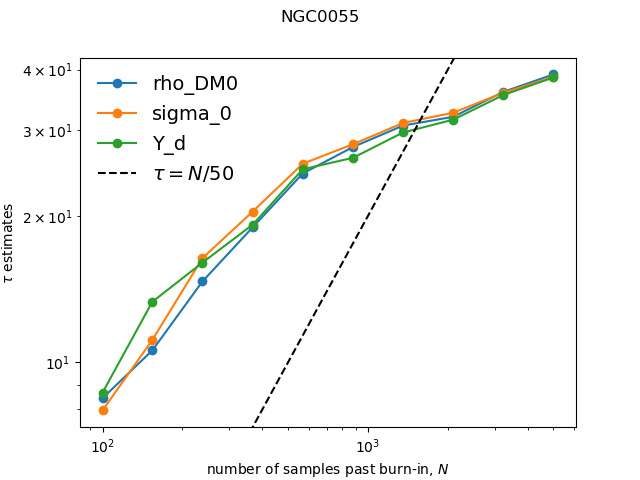 NGC0055
4 × 10¹
3 × 10¹
2 × 10¹
10¹
τ estimates
rho_DM0
sigma_0
Y_d
τ = N/50
10² 10³
number of samples past burn-in, N